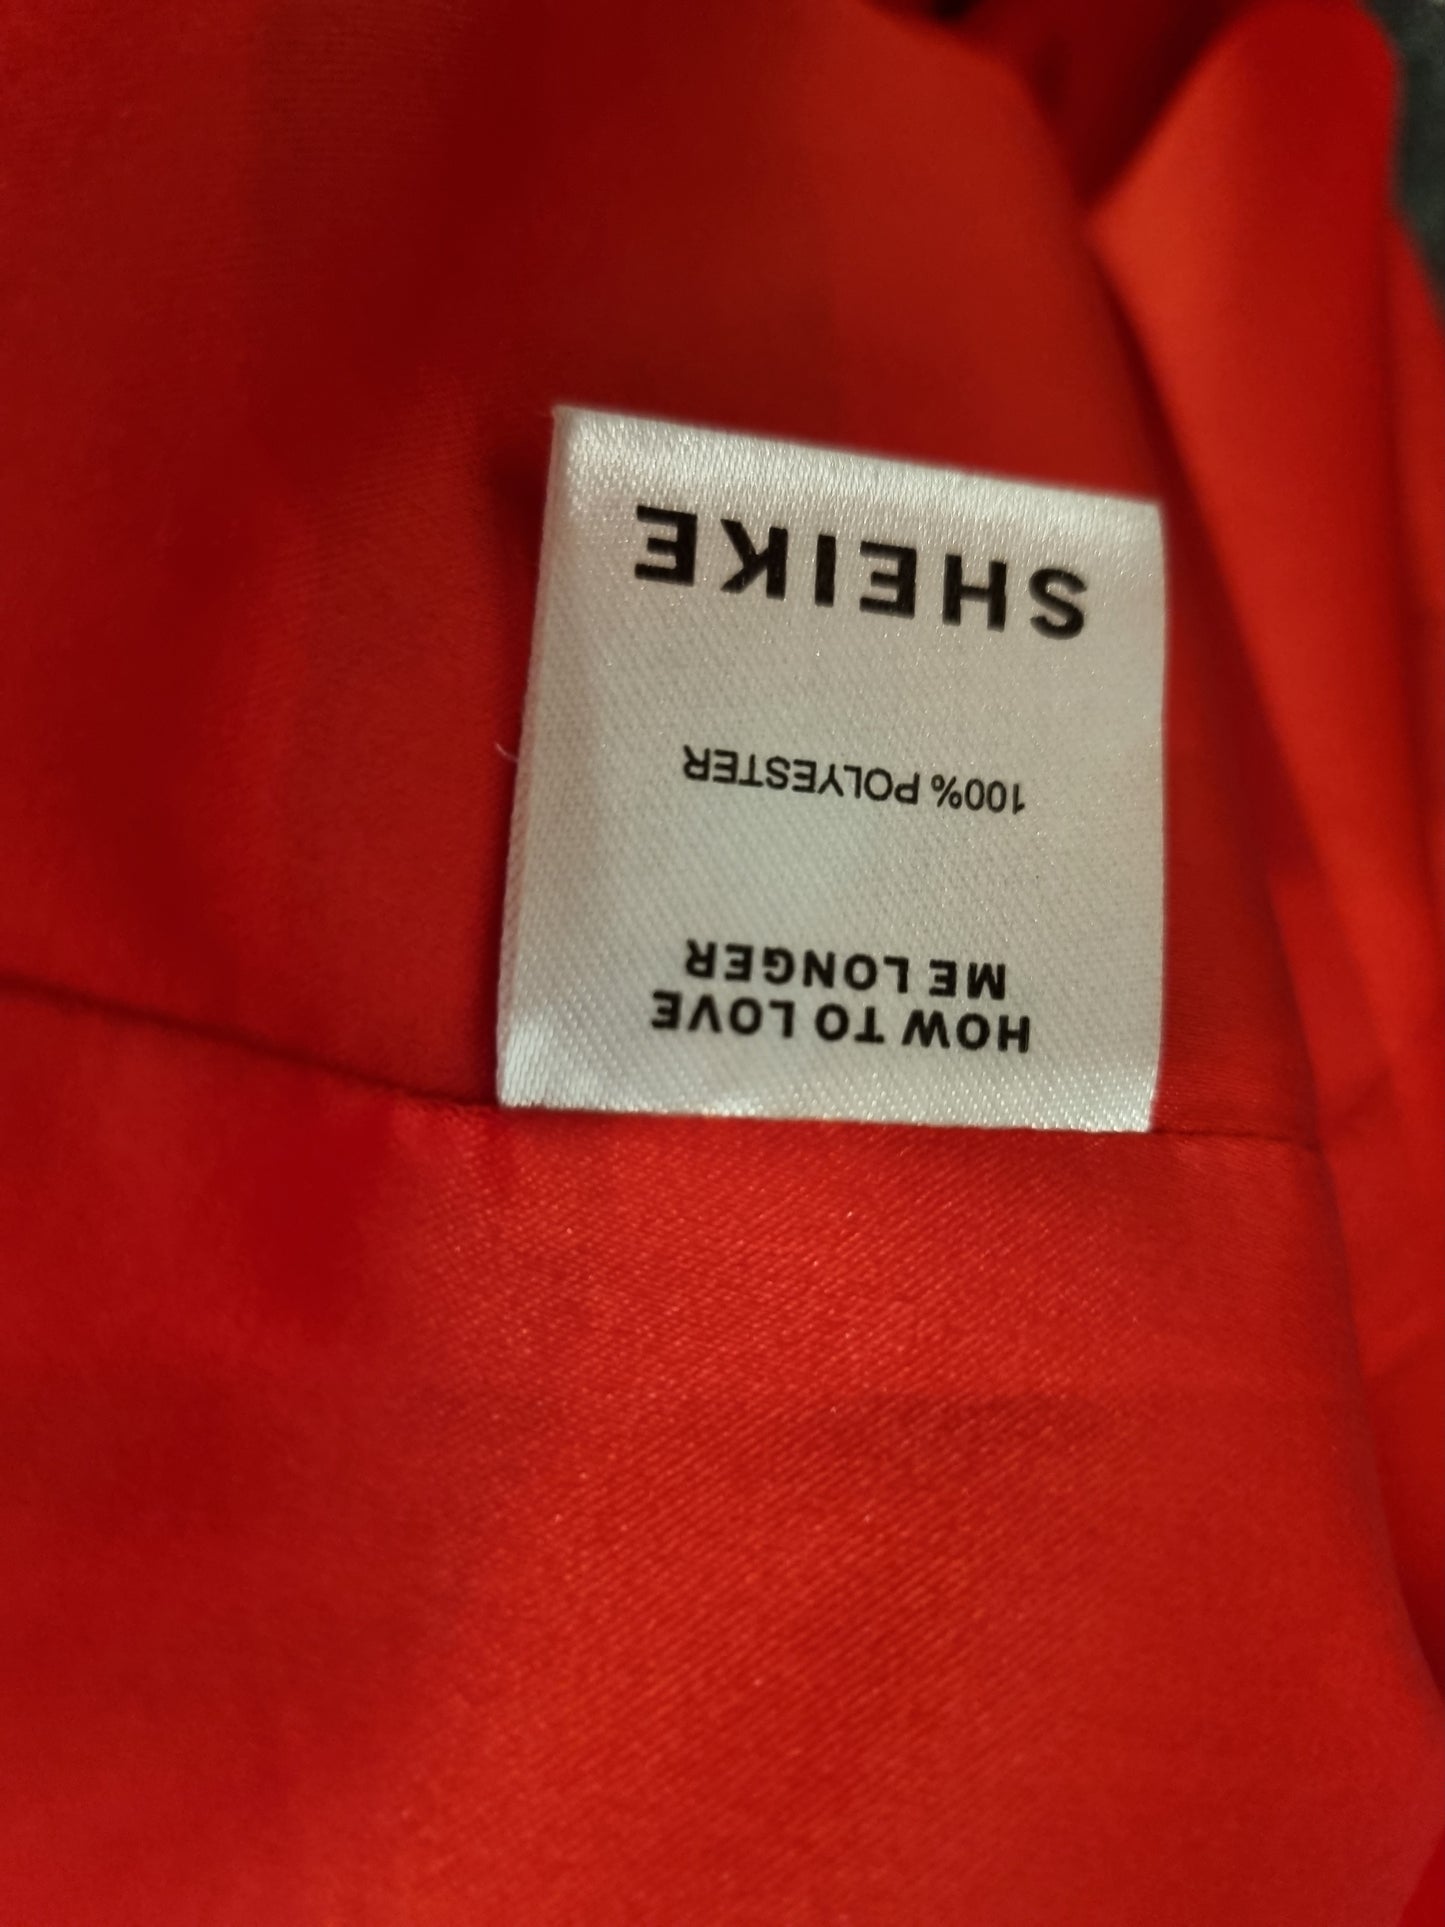 HOW TO LOVE
ME LONGER
100% POLYESTER
SHEIKE